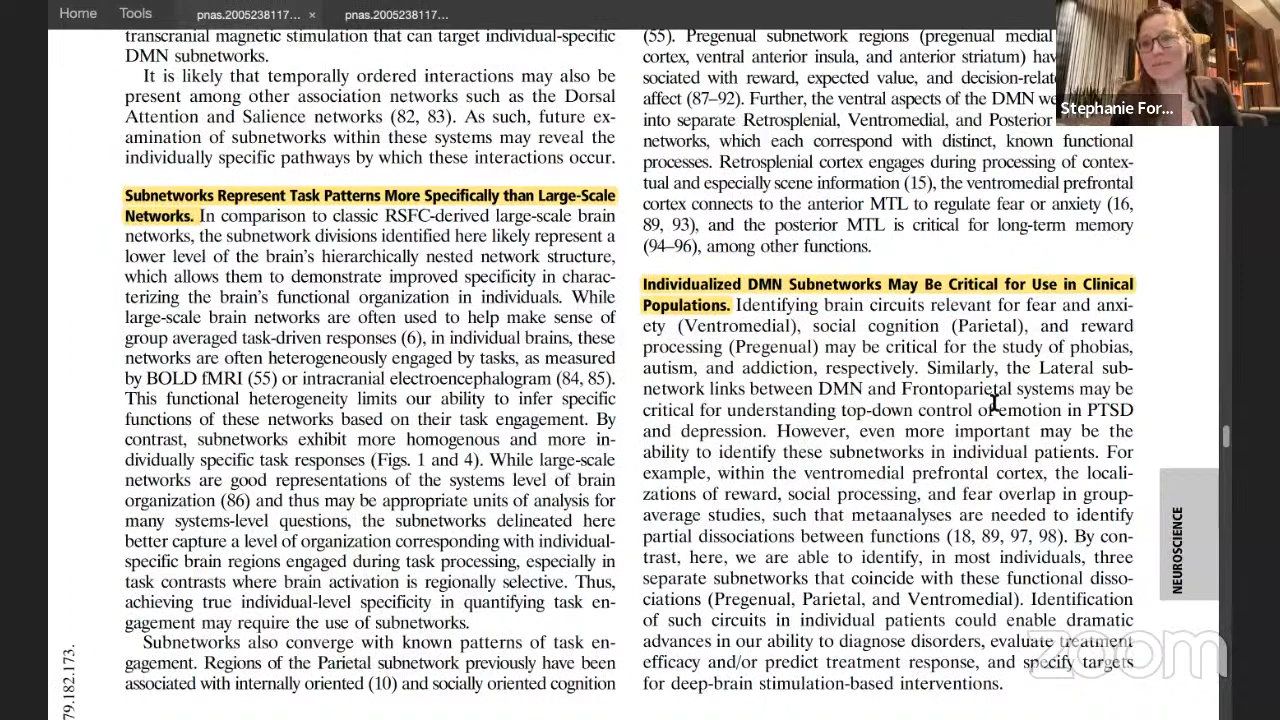 Home
Tools
pnas.2005238117...
×
pnas.2005238117...
transcranial magnetic stimulation that can target individual-specific
DMN subnetworks.
It is likely that temporally ordered interactions may also be
present among other association networks such as the Dorsal
Attention and Salience networks (82, 83). As such, future ex-
amination of subnetworks within these systems may reveal the
individually specific pathways by which these interactions occur.
Subnetworks Represent Task Patterns More Specifically than Large-Scale
Networks. In comparison to classic RSFC-derived large-scale brain
networks, the subnetwork divisions identified here likely represent a
lower level of the brain's hierarchically nested network structure,
which allows them to demonstrate improved specificity in charac-
terizing the brain's functional organization in individuals. While
large-scale brain networks are often used to help make sense of
group averaged task-driven responses (6), in individual brains, these
networks are often heterogeneously engaged by tasks, as measured
by BOLD fMRI (55) or intracranial electroencephalogram (84, 85).
This functional heterogeneity limits our ability to infer specific
functions of these networks based on their task engagement. By
contrast, subnetworks exhibit more homogenous and more in-
dividually specific task responses (Figs. 1 and 4). While large-scale
networks are good representations of the systems level of brain
organization (86) and thus may be appropriate units of analysis for
many systems-level questions, the subnetworks delineated here
better capture a level of organization corresponding with individual-
specific brain regions engaged during task processing, especially in
task contrasts where brain activation is regionally selective. Thus,
achieving true individual-level specificity in quantifying task en-
gagement may require the use of subnetworks.
Subnetworks also converge with known patterns of task en-
gagement. Regions of the Parietal subnetwork previously have been
associated with internally oriented (10) and socially oriented cognition
(55). Pregenual subnetwork regions (pregenual medial
cortex, ventral anterior insula, and anterior striatum) hav
sociated with reward, expected value, and decision-relate
affect (87–92). Further, the ventral aspects of the DMN we
into separate Retrosplenial, Ventromedial, and Posterior
networks, which each correspond with distinct, known functional
processes. Retrosplenial cortex engages during processing of contex-
tual and especially scene information (15), the ventromedial prefrontal
cortex connects to the anterior MTL to regulate fear or anxiety (16,
89, 93), and the posterior MTL is critical for long-term memory
(94–96), among other functions.
Individualized DMN Subnetworks May Be Critical for Use in Clinical
Populations. Identifying brain circuits relevant for fear and anxi-
ety (Ventromedial), social cognition (Parietal), and reward
processing (Pregenual) may be critical for the study of phobias,
autism, and addiction, respectively. Similarly, the Lateral sub-
network links between DMN and Frontoparietal systems may be
critical for understanding top-down control of emotion in PTSD
and depression. However, even more important may be the
ability to identify these subnetworks in individual patients. For
example, within the ventromedial prefrontal cortex, the locali-
zations of reward, social processing, and fear overlap in group-
average studies, such that metaanalyses are needed to identify
partial dissociations between functions (18, 89, 97, 98). By con-
trast, here, we are able to identify, in most individuals, three
separate subnetworks that coincide with these functional disso-
ciations (Pregenual, Parietal, and Ventromedial). Identification
of such circuits in individual patients could enable dramatic
advances in our ability to diagnose disorders, evaluate treatment
efficacy and/or predict treatment response, and specify targets
for deep-brain stimulation-based interventions.
Stephanie For...
NEUROSCIENCE
79.182.173.
zoom